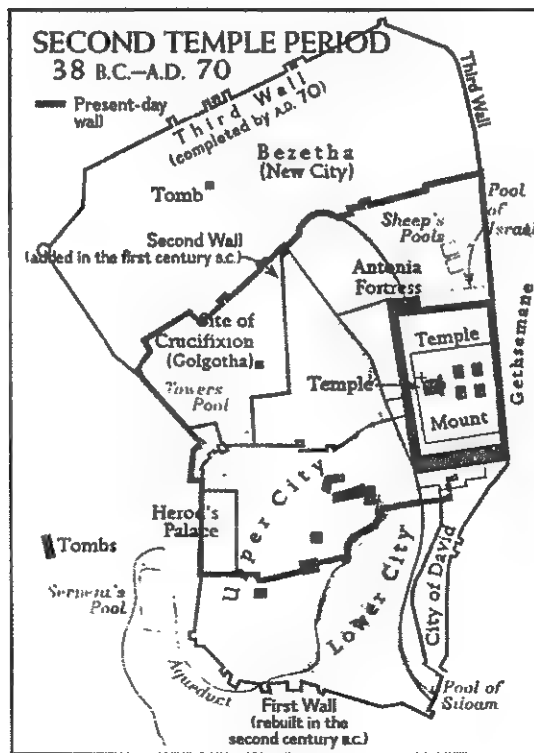 SECOND TEMPLE PERIOD
38 B.C.–A.D. 70
Present-day
wall
Third Wall
(completed by A.D. 70)
Third Wall
Bezetha
(New City)
Tomb
Sheep's
Pools
Pool
of
Israel
Second Wall
(added in the first century B.C.)
Antonia
Fortress
Site of
Crucifixion
(Golgotha)
Towers
Pool
Temple
Temple
Mount
Gethsemane
Upper City
Herod's
Palace
Tombs
Serpent's
Pool
Lower City
City of David
Aqueduct
First Wall
(rebuilt in the
second century B.C.)
Pool of
Siloam